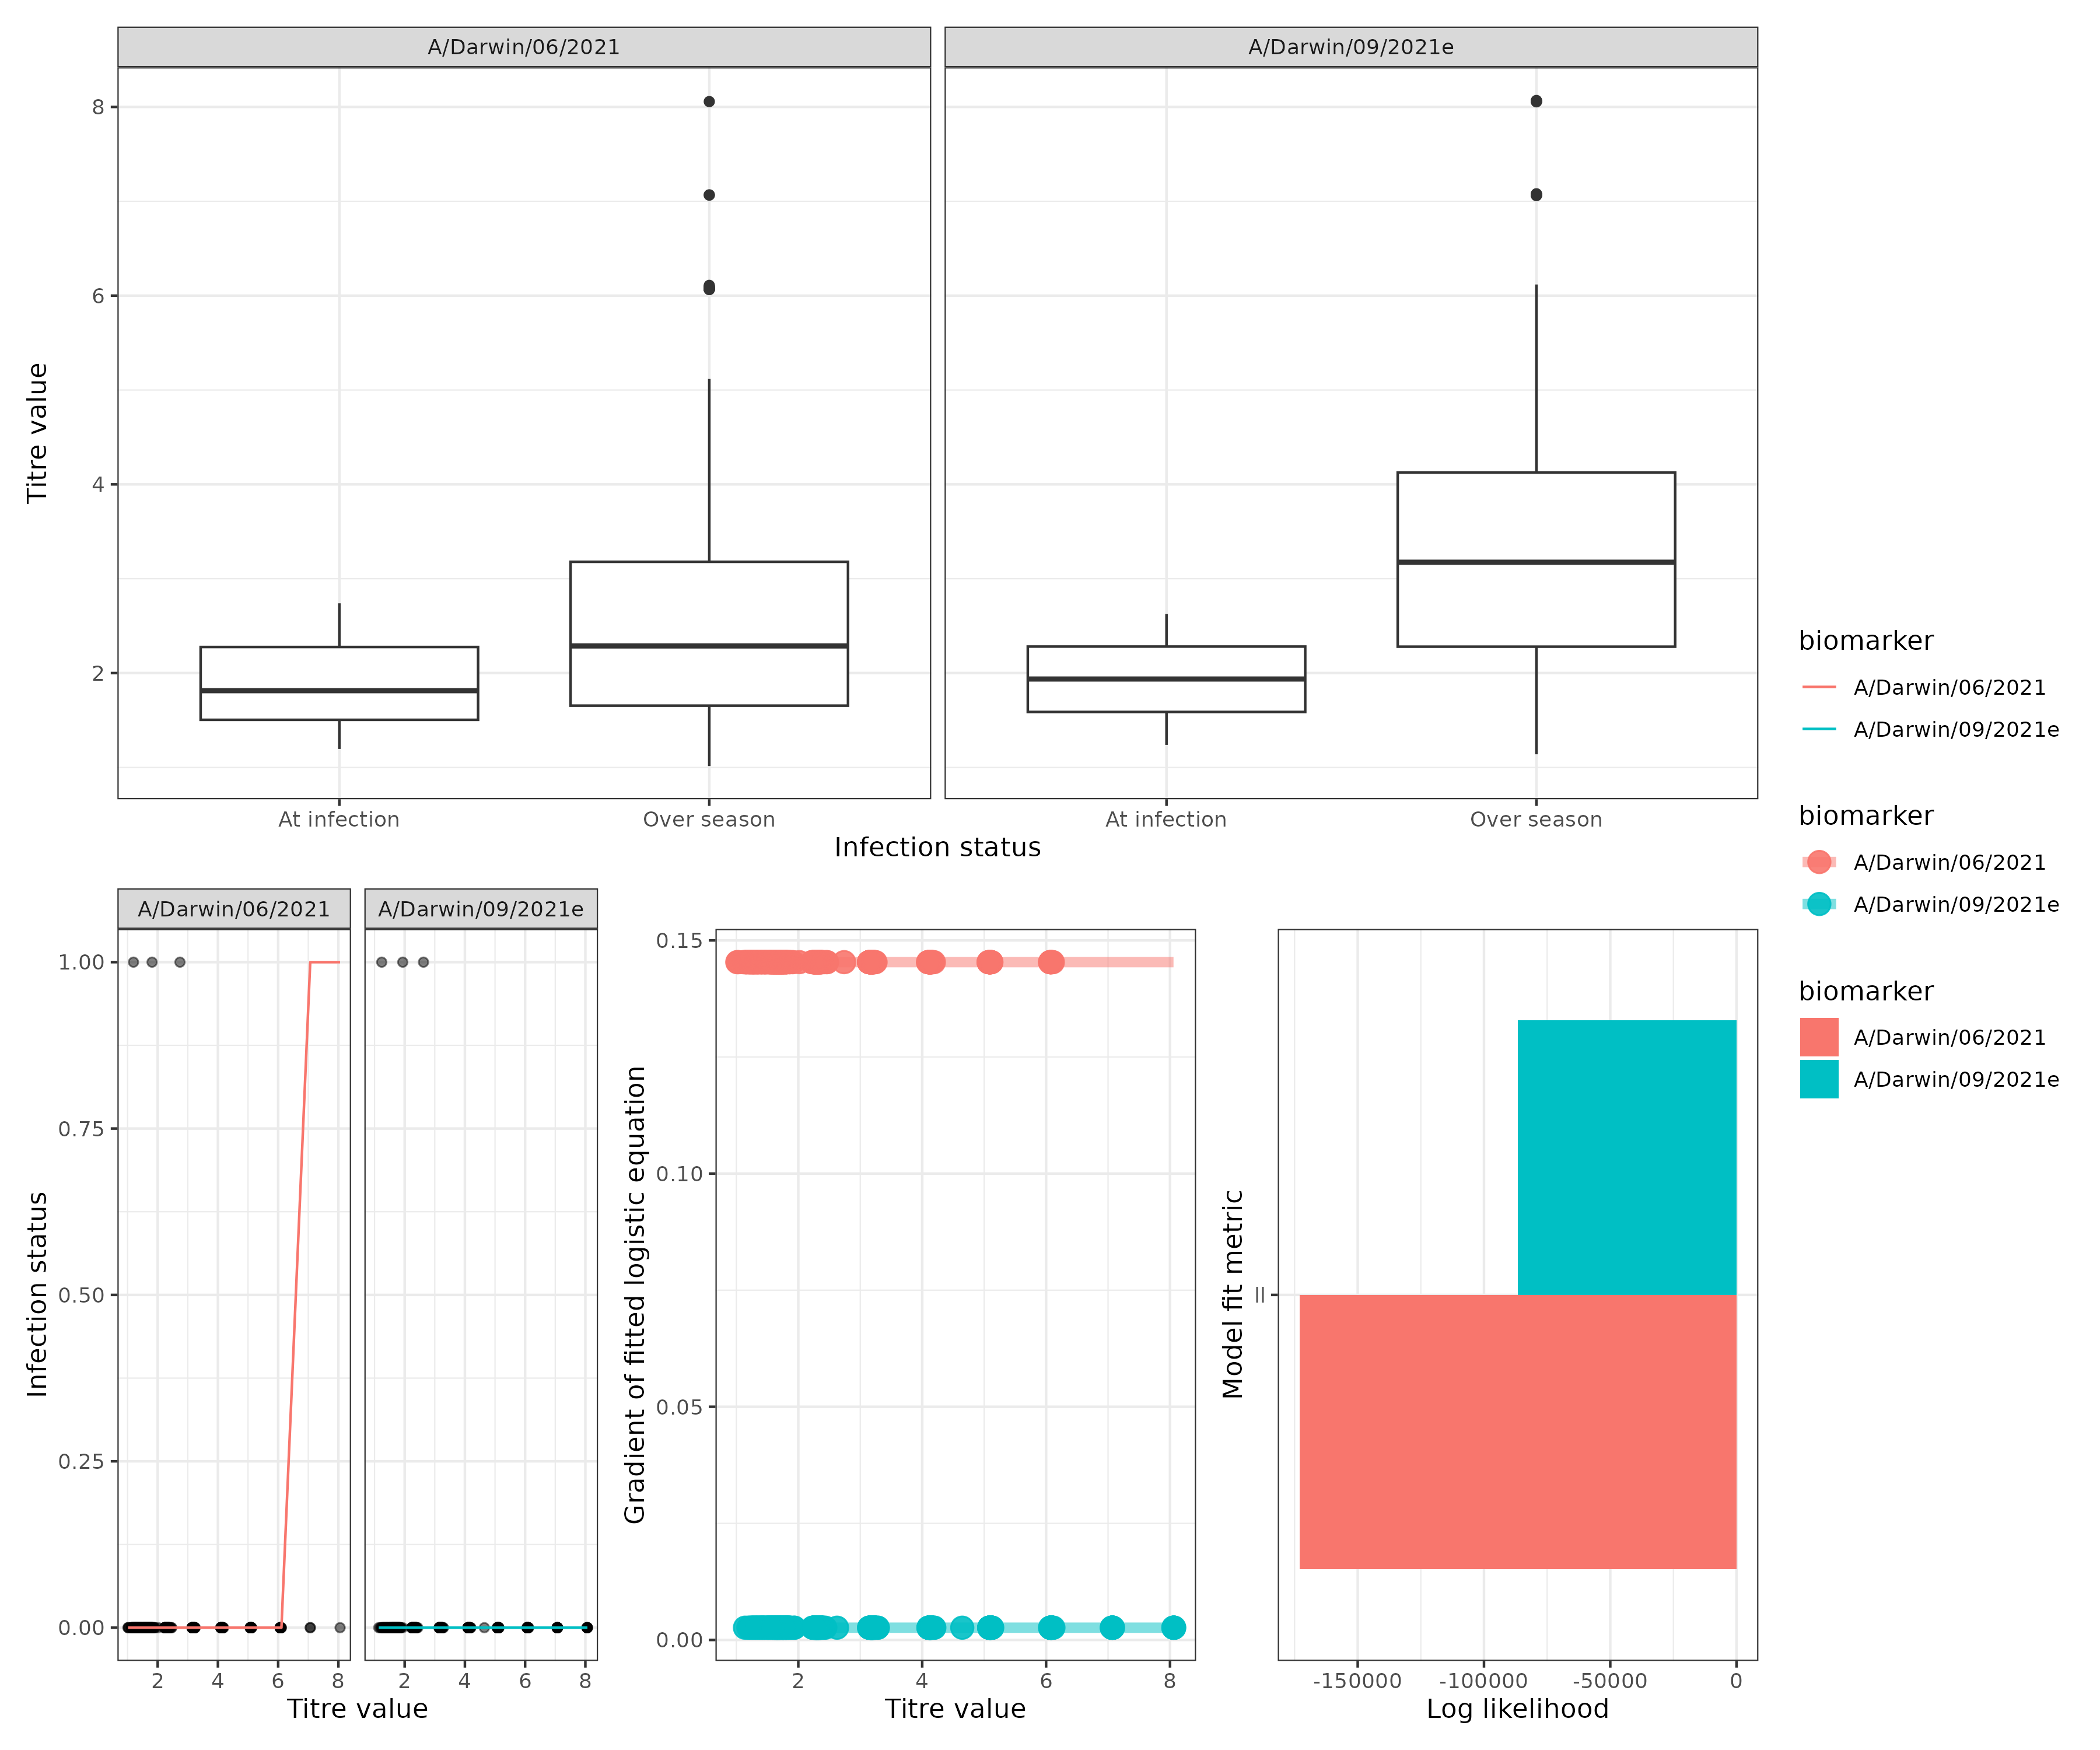 A/Darwin/06/2021 A/Darwin/09/2021e
8
6
4
2
Titre value
At infection Over season At infection Over season
Infection status
A/Darwin/06/2021 A/Darwin/09/2021e
1.00
0.75
0.50
0.25
0.00
Infection status
2 4 6 8 2 4 6 8
Titre value
0.15
0.10
0.05
0.00
Gradient of fitted logistic equation
2 4 6 8
Titre value
Model fit metric
ll
-150000 -100000 -50000 0
Log likelihood
biomarker
A/Darwin/06/2021
A/Darwin/09/2021e
biomarker
A/Darwin/06/2021
A/Darwin/09/2021e
biomarker
A/Darwin/06/2021
A/Darwin/09/2021e